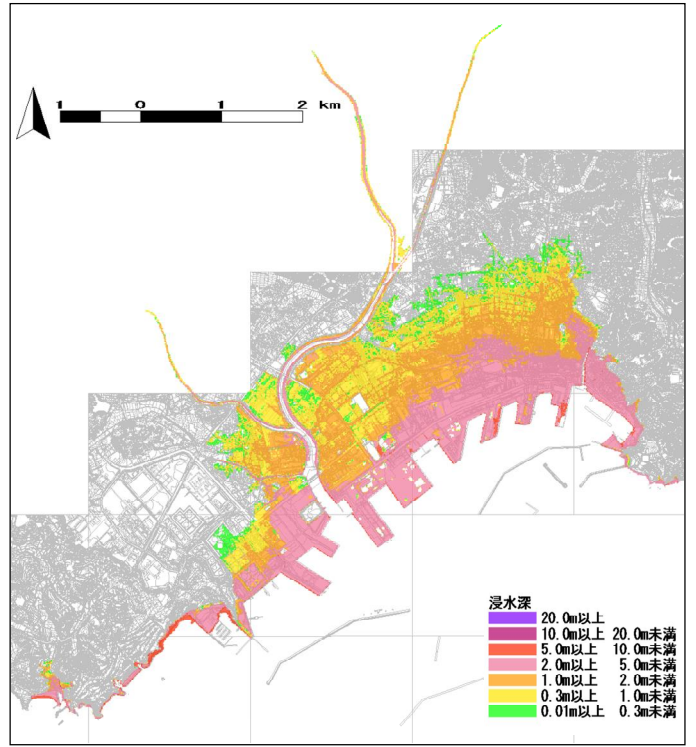 1 0 1 2 km
浸水深
20.0m以上
10.0m以上 20.0m未満
5.0m以上 10.0m未満
2.0m以上 5.0m未満
1.0m以上 2.0m未満
0.3m以上 1.0m未満
0.01m以上 0.3m未満